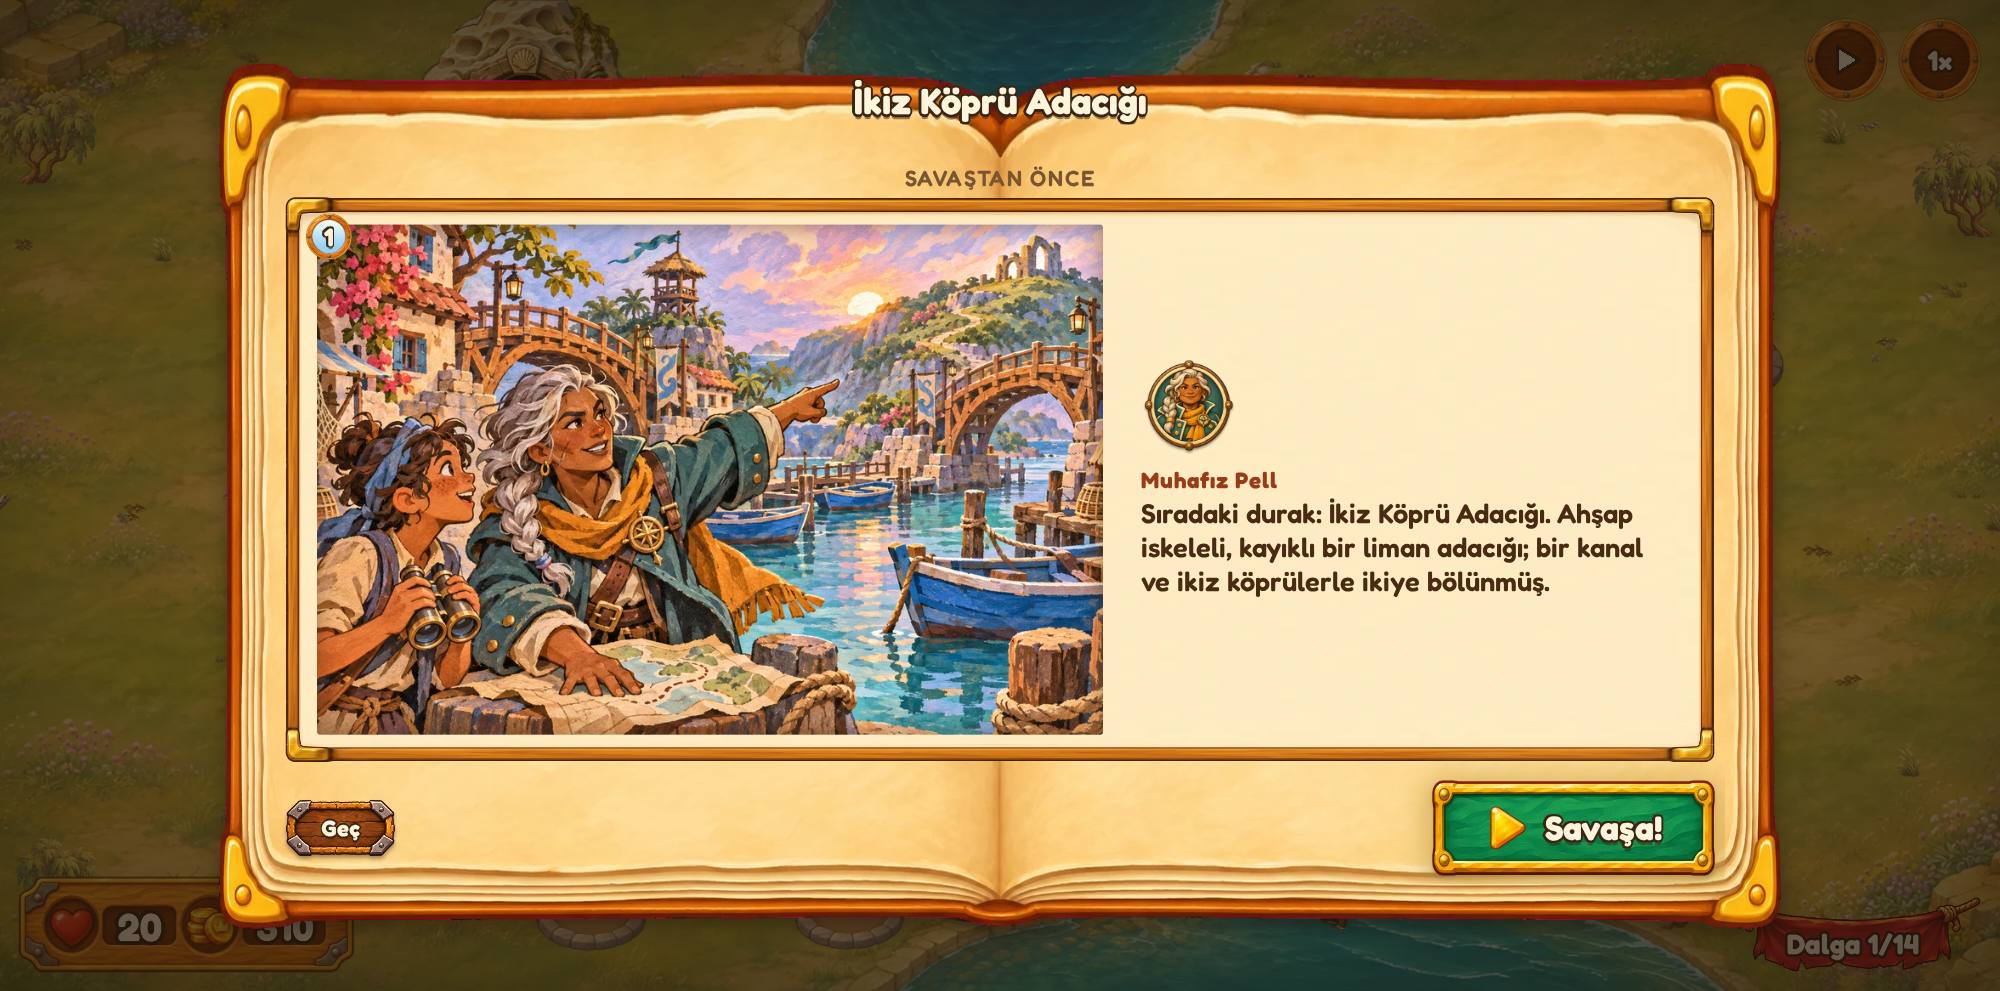 İkiz Köprü Adacığı
1x
SAVAŞTAN ÖNCE
1
Muhafız Pell
Sıradaki durak: İkiz Köprü Adacığı. Ahşap
iskeleli, kayıklı bir liman adacığı; bir kanal
ve ikiz köprülerle ikiye bölünmüş.
Geç
Savaşa!
20
310
Dalga 1/14